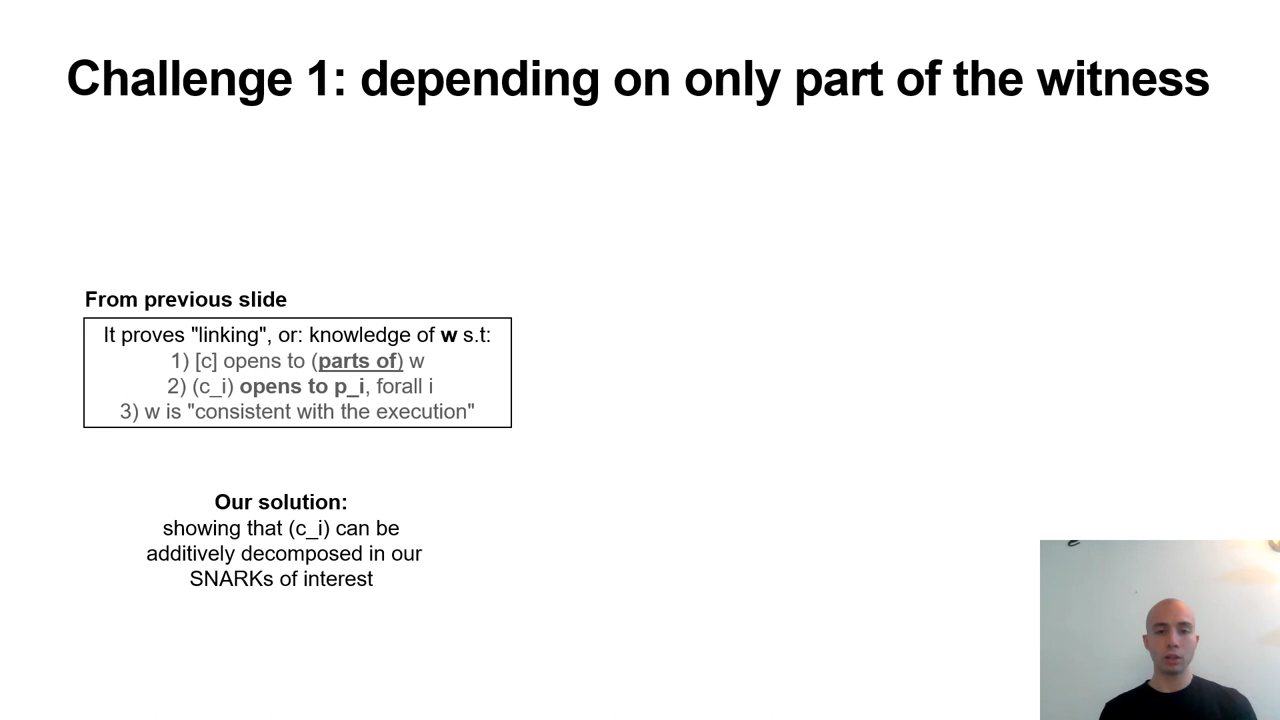 Challenge 1: depending on only part of the witness
From previous slide
It proves "linking", or: knowledge of w s.t:
1) [c] opens to (parts of) w
2) (c_i) opens to p_i, forall i
3) w is "consistent with the execution"
Our solution:
showing that (c_i) can be
additively decomposed in our
SNARKs of interest